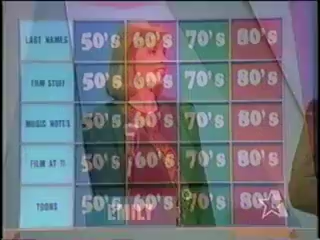 LAST NAMES 50's 60's 70's 80's
FILM STUFF 50's 60's 70's 80's
MUSIC NOTES 50's 60's 70's 80's
FILM AT 11 50's 60's 70's 80's
TOONS 50's 60's 70's 80's
EMILY